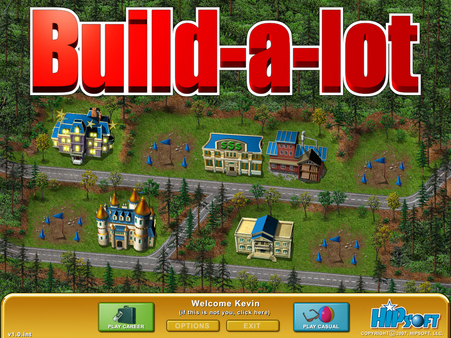 Build-a-lot
$$$
Welcome Kevin
(if this is not you, click here)
PLAY CAREER
OPTIONS
EXIT
PLAY CASUAL
HipSoft
COPYRIGHT © 2007, HIPSOFT, LLC.
v1.0.int